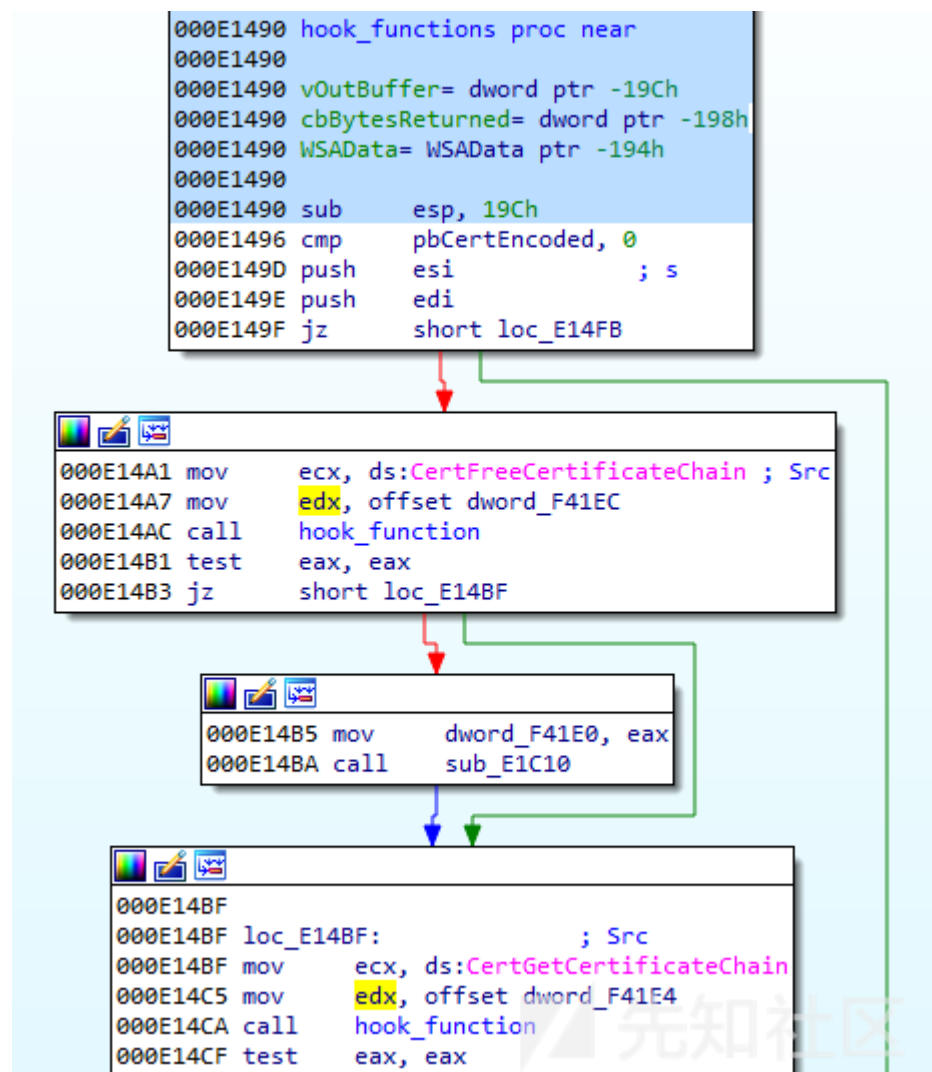 000E1490 hook_functions proc near
000E1490
000E1490 vOutBuffer= dword ptr -19Ch
000E1490 cbBytesReturned= dword ptr -198h
000E1490 WSAData= WSAData ptr -194h
000E1490
000E1490 sub esp, 19Ch
000E1496 cmp pbCertEncoded, 0
000E149D push esi ; s
000E149E push edi
000E149F jz short loc_E14FB
000E14A1 mov ecx, ds:CertFreeCertificateChain ; Src
000E14A7 mov edx, offset dword_F41EC
000E14AC call hook_function
000E14B1 test eax, eax
000E14B3 jz short loc_E14BF
000E14B5 mov dword_F41E0, eax
000E14BA call sub_E1C10
000E14BF
000E14BF loc_E14BF: ; Src
000E14BF mov ecx, ds:CertGetCertificateChain
000E14C5 mov edx, offset dword_F41E4
000E14CA call hook_function
000E14CF test eax, eax
先知社区